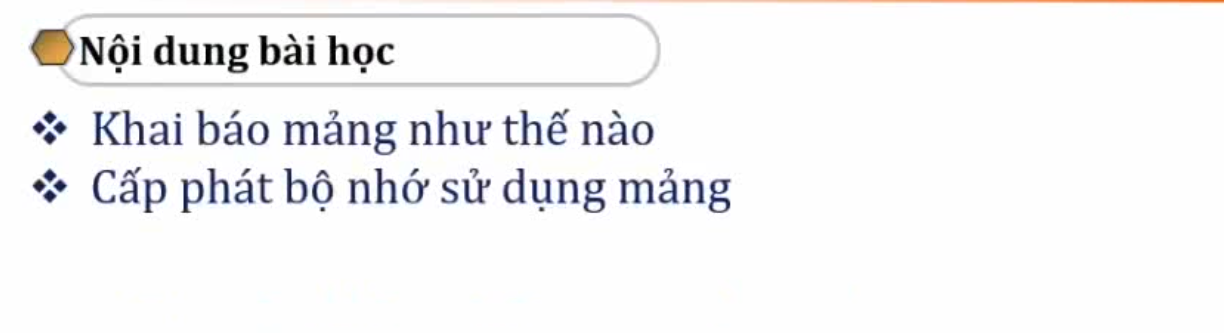 Nội dung bài học
Khai báo mảng như thế nào
Cấp phát bộ nhớ sử dụng mảng